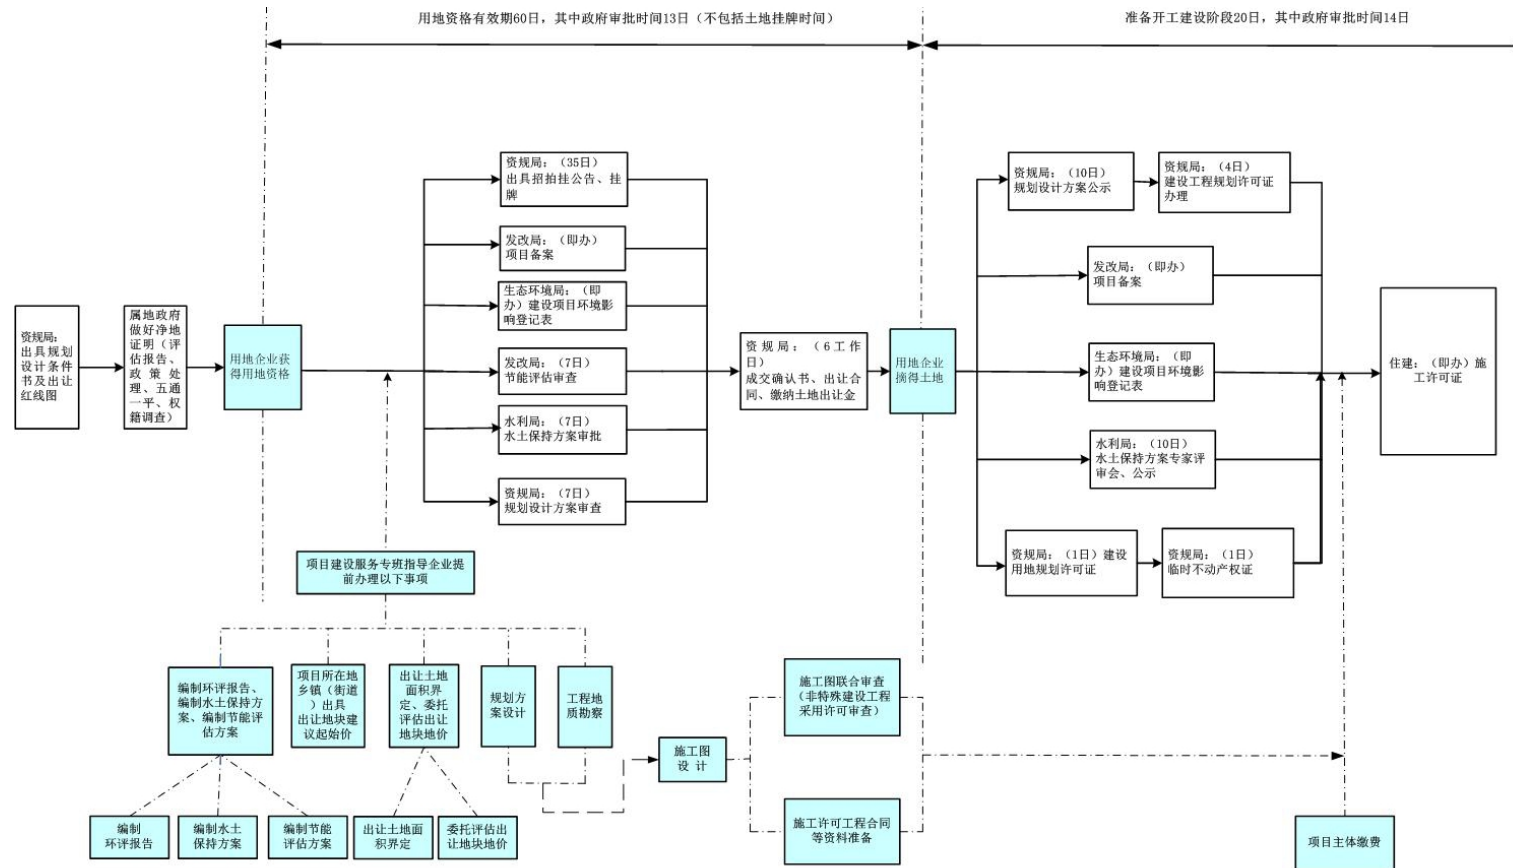 用地资格有效期60日，其中政府审批时间13日（不包括土地挂牌时间）
准备开工建设阶段20日，其中政府审批时间14日
资规局：
出具规划
设计条件
书及出让
红线图
属地政府
做好净地
证明（评
估报告、
政策处
理、五通
一平、权
籍调查）
用地企业获
得用地资格
资规局：（35日）
出具招拍挂公告、挂
牌
发改局：（即办）
项目备案
生态环境局：（即
办）建设项目环境影
响登记表
发改局：（7日）
节能评估审查
水利局：（7日）
水土保持方案审批
资规局：（7日）
规划设计方案审查
资规局：（6工作
日）
成交确认书、出让合
同、缴纳土地出让金
用地企业
摘得土地
资规局：（10日）
规划设计方案公示
资规局：（4日）
建设工程规划许可证
办理
发改局：（即办）
项目备案
生态环境局：（即
办）建设项目环境影
响登记表
水利局：（10日）
水土保持方案专家评
审会、公示
资规局：（1日）建设
用地规划许可证
资规局：（1日）
临时不动产权证
住建：（即办）施
工许可证
项目建设服务专班指导企业提
前办理以下事项
编制环评报告、
编制水土保持方
案、编制节能评
估方案
项目所在地
乡镇（街道
）出具
出让地块建
议起始价
出让土地
面积界
定、委托
评估出让
地块地价
规划方
案设计
工程地
质勘察
编制
环评报告
编制水土
保持方案
编制节能
评估方案
出让土地面
积界定
委托评估出
让地块地价
施工图
设 计
施工图联合审查
（非特殊建设工程
采用许可审查）
施工许可工程合同
等资料准备
项目主体缴费